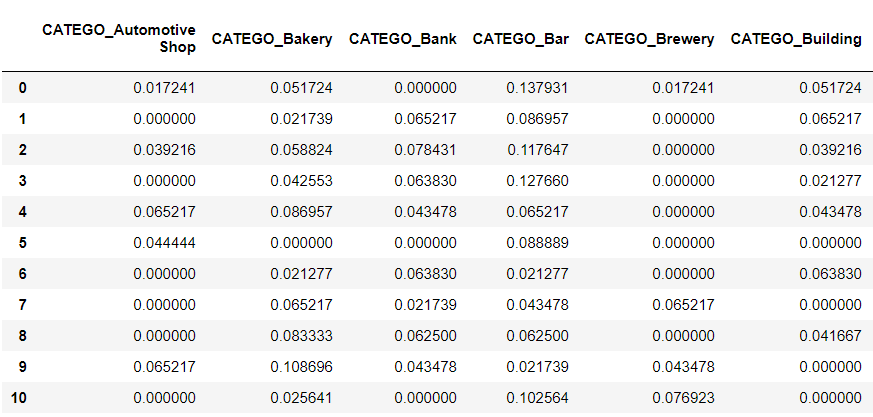 CATEGO_Automotive Shop CATEGO_Bakery CATEGO_Bank CATEGO_Bar CATEGO_Brewery CATEGO_Building
0 0.017241 0.051724 0.000000 0.137931 0.017241 0.051724
1 0.000000 0.021739 0.065217 0.086957 0.000000 0.065217
2 0.039216 0.058824 0.078431 0.117647 0.000000 0.039216
3 0.000000 0.042553 0.063830 0.127660 0.000000 0.021277
4 0.065217 0.086957 0.043478 0.065217 0.000000 0.043478
5 0.044444 0.000000 0.000000 0.088889 0.000000 0.000000
6 0.000000 0.021277 0.063830 0.021277 0.000000 0.063830
7 0.000000 0.065217 0.021739 0.043478 0.065217 0.000000
8 0.000000 0.083333 0.062500 0.062500 0.000000 0.041667
9 0.065217 0.108696 0.043478 0.021739 0.043478 0.000000
10 0.000000 0.025641 0.000000 0.102564 0.076923 0.000000